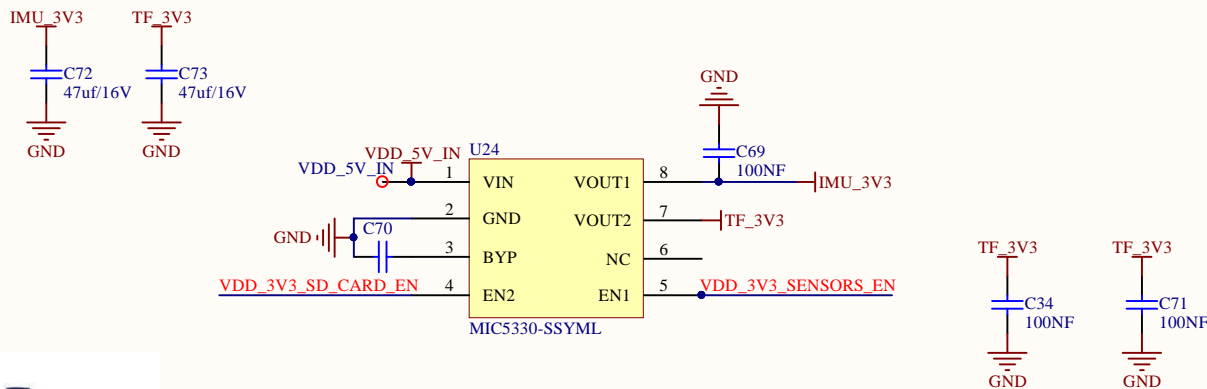 IMU_3V3
TF_3V3
C72
47uf/16V
C73
47uf/16V
GND
GND
GND
C69
100NF
U24
VDD_5V_IN
VDD_5V_IN
1
VIN
VOUT1
8
IMU_3V3
2
GND
VOUT2
7
TF_3V3
GND
C70
3
BYP
NC
6
VDD_3V3_SD_CARD_EN
4
EN2
EN1
5
VDD_3V3_SENSORS_EN
MIC5330-SSYML
TF_3V3
TF_3V3
C34
100NF
C71
100NF
GND
GND